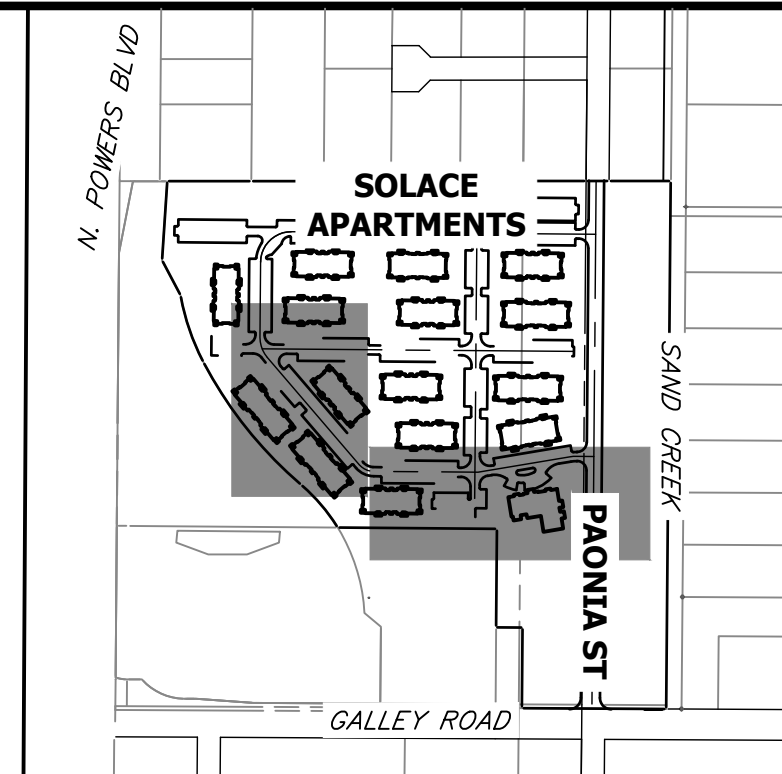 N. POWERS BLVD
SOLACE
APARTMENTS
SAND CREEK
PAONIA ST
GALLEY ROAD